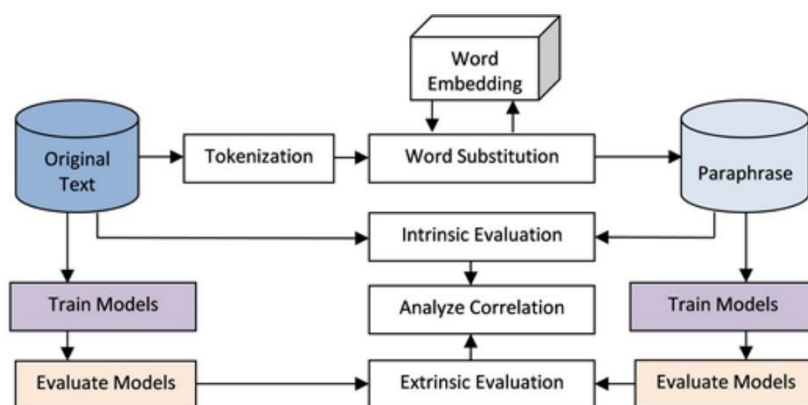 Word
Embedding
Original
Text
Tokenization
Word Substitution
Paraphrase
Intrinsic Evaluation
Train Models
Analyze Correlation
Train Models
Evaluate Models
Extrinsic Evaluation
Evaluate Models